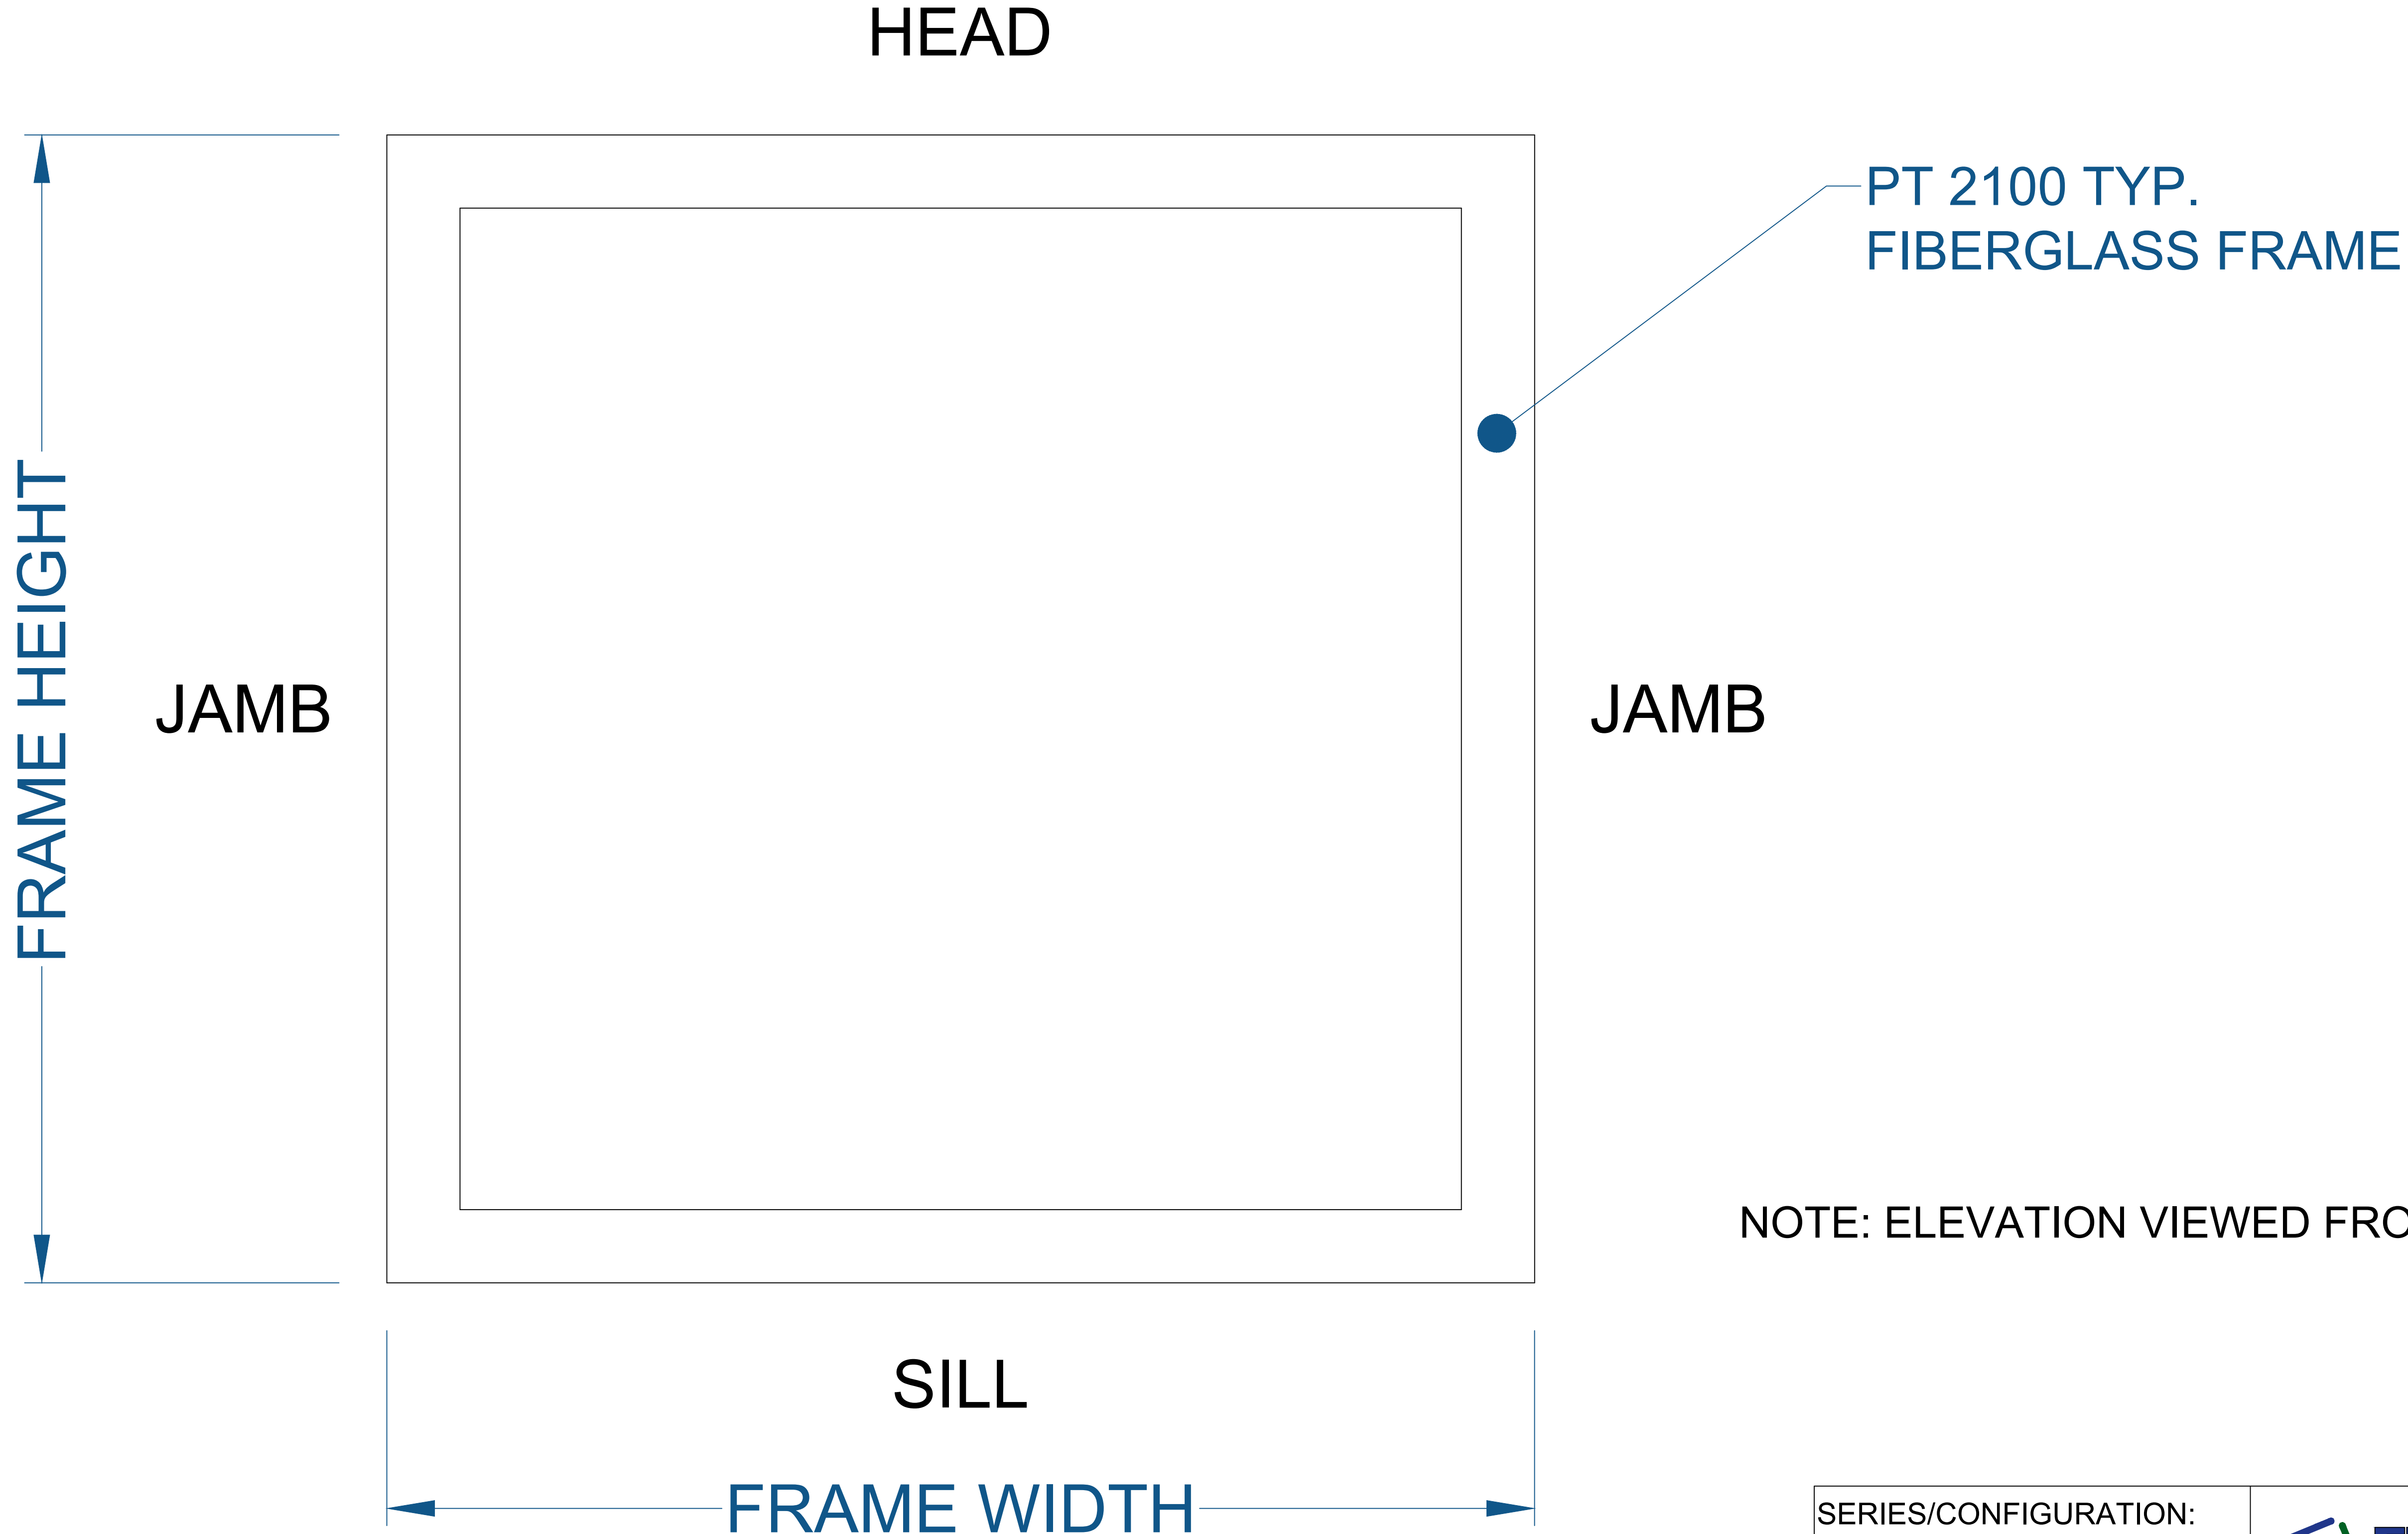 HEAD
PT 2100 TYP.
FIBERGLASS FRAME
FRAME HEIGHT
JAMB
JAMB
NOTE: ELEVATION VIEWED FRO
SILL
FRAME WIDTH
SERIES/CONFIGURATION: